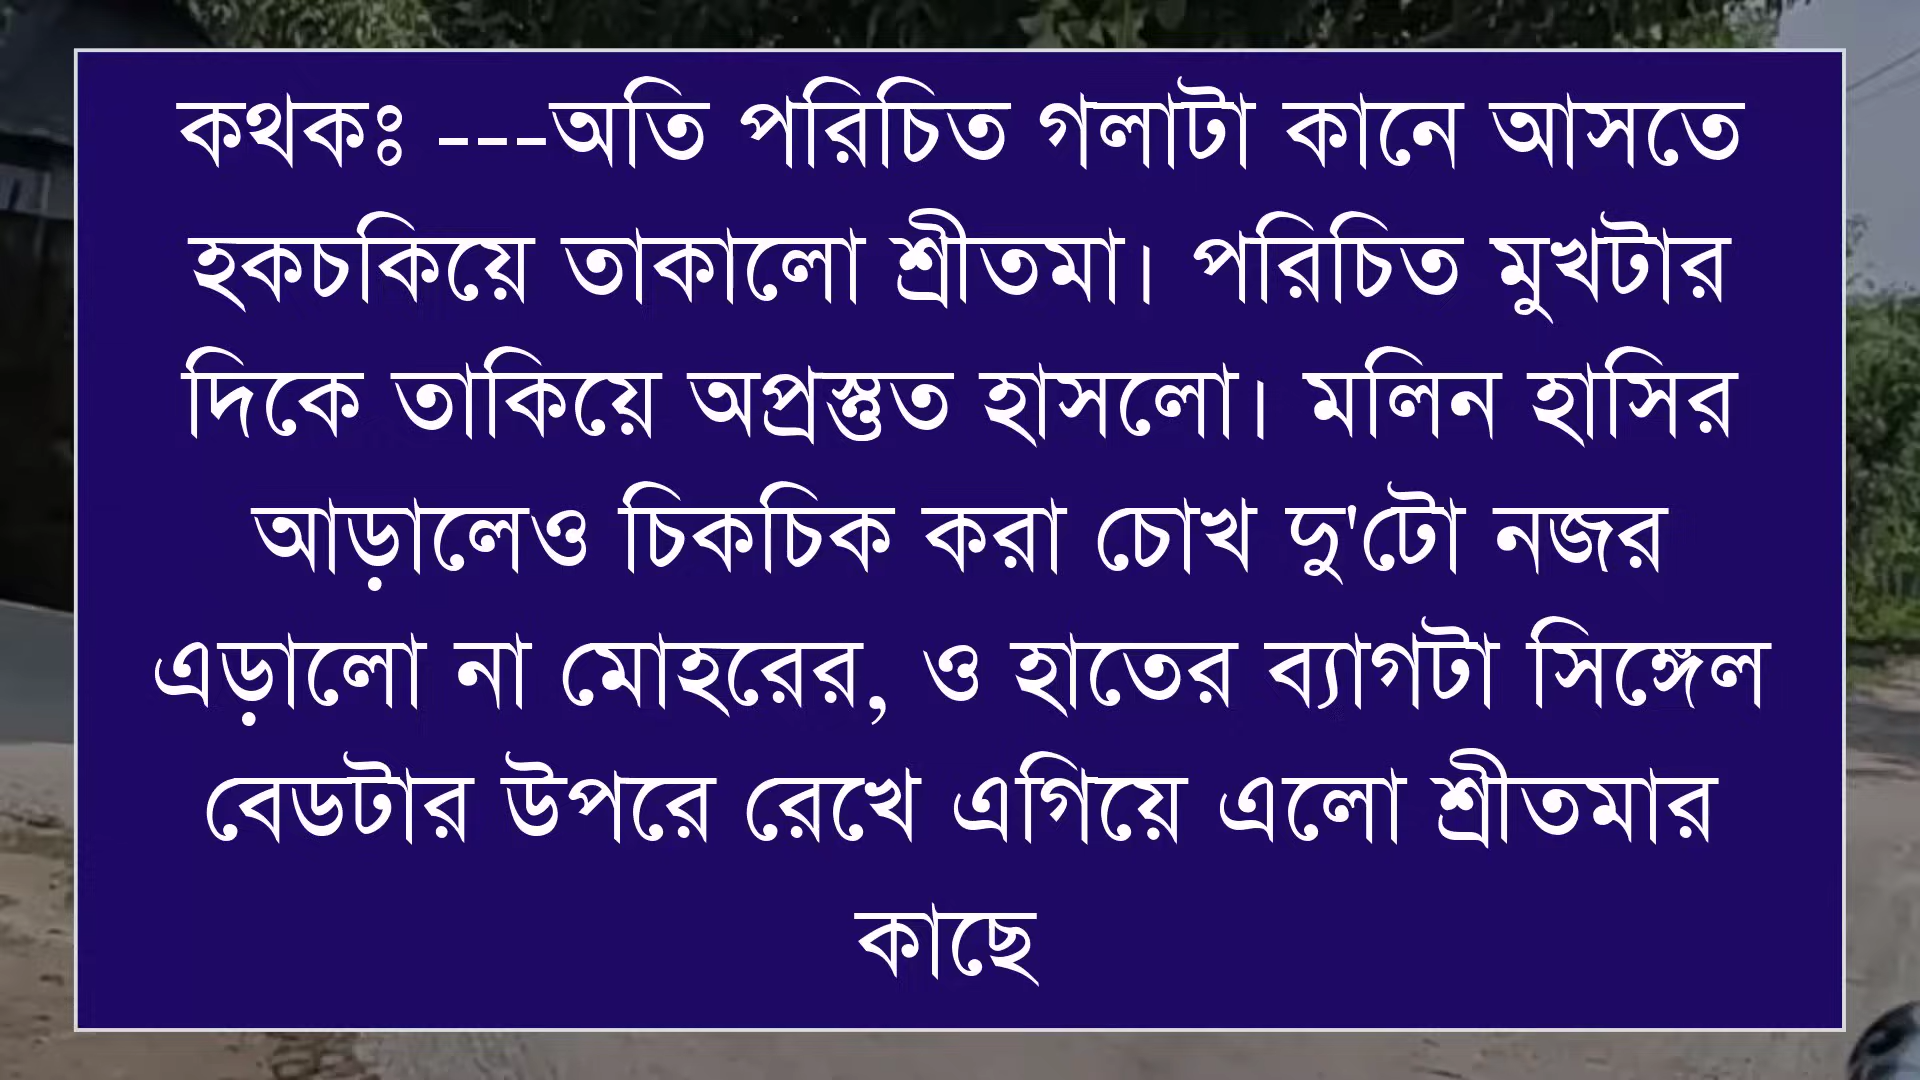 কথকঃ ---অতি পরিচিত গলাটা কানে আসতে
হকচকিয়ে তাকালো শ্রীতমা। পরিচিত মুখটার
দিকে তাকিয়ে অপ্রস্তুত হাসলো। মলিন হাসির
আড়ালেও চিকচিক করা চোখ দু'টো নজর
এড়ালো না মোহরের, ও হাতের ব্যাগটা সিঙ্গেল
বেডটার উপরে রেখে এগিয়ে এলো শ্রীতমার
কাছে